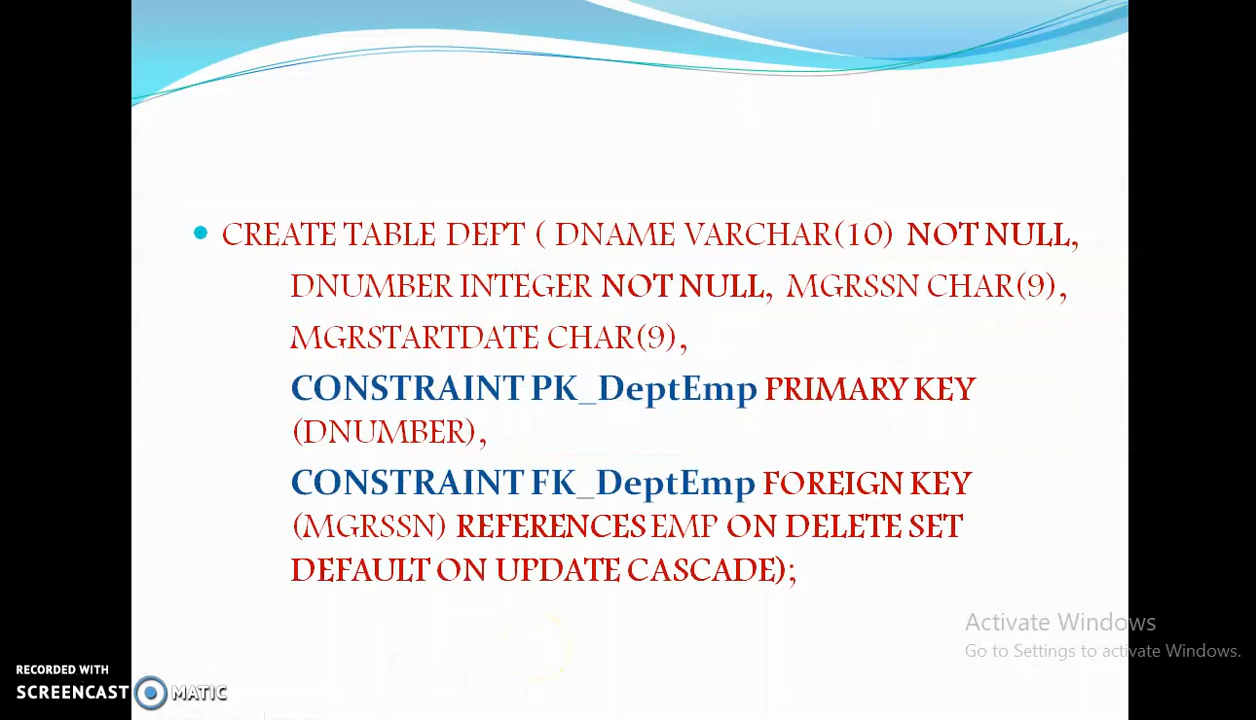 • CREATE TABLE DEPT ( DNAME VARCHAR(10) NOT NULL,
DNUMBER INTEGER NOT NULL, MGRSSN CHAR(9),
MGRSTARTDATE CHAR(9),
CONSTRAINT PK_DeptEmp PRIMARY KEY
(DNUMBER),
CONSTRAINT FK_DeptEmp FOREIGN KEY
(MGRSSN) REFERENCES EMP ON DELETE SET
DEFAULT ON UPDATE CASCADE);
Activate Windows
Go to Settings to activate Windows.
RECORDED WITH
SCREENCAST MATIC